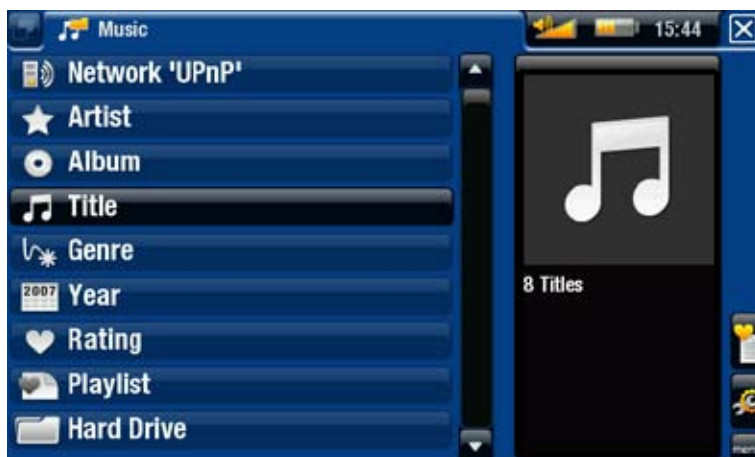 Music
15:44
Network 'UPnP'
Artist
Album
Title
Genre
2007 Year
Rating
Playlist
Hard Drive
8 Titles